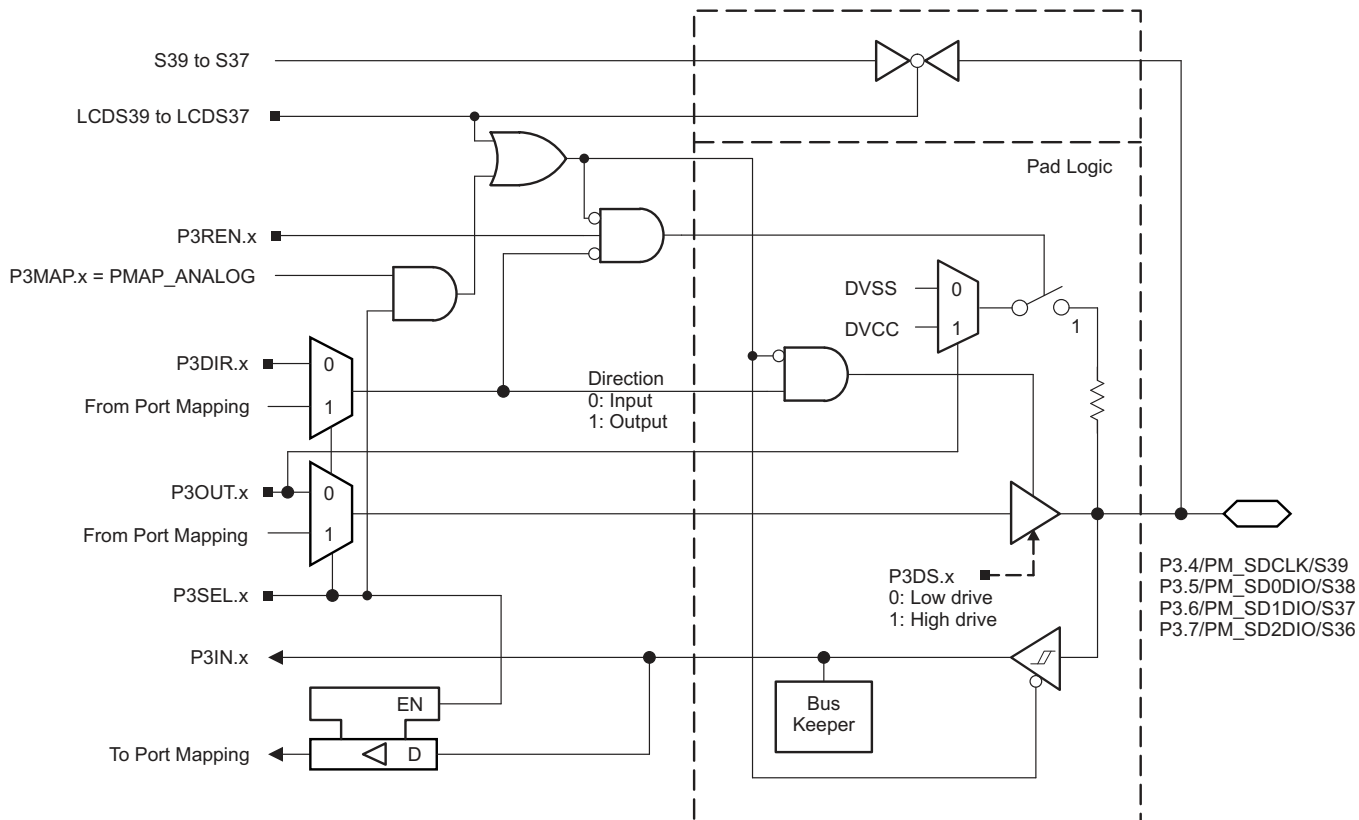 S39 to S37
LCDS39 to LCDS37
Pad Logic
P3REN.x
P3MAP.x = PMAP_ANALOG
DVSS
0
DVCC
1
1
P3DIR.x
0
From Port Mapping
1
Direction
0: Input
1: Output
P3OUT.x
0
From Port Mapping
1
P3SEL.x
P3DS.x
0: Low drive
1: High drive
P3.4/PM_SDCLK/S39
P3.5/PM_SD0DIO/S38
P3.6/PM_SD1DIO/S37
P3.7/PM_SD2DIO/S36
P3IN.x
EN
Bus
Keeper
To Port Mapping
D